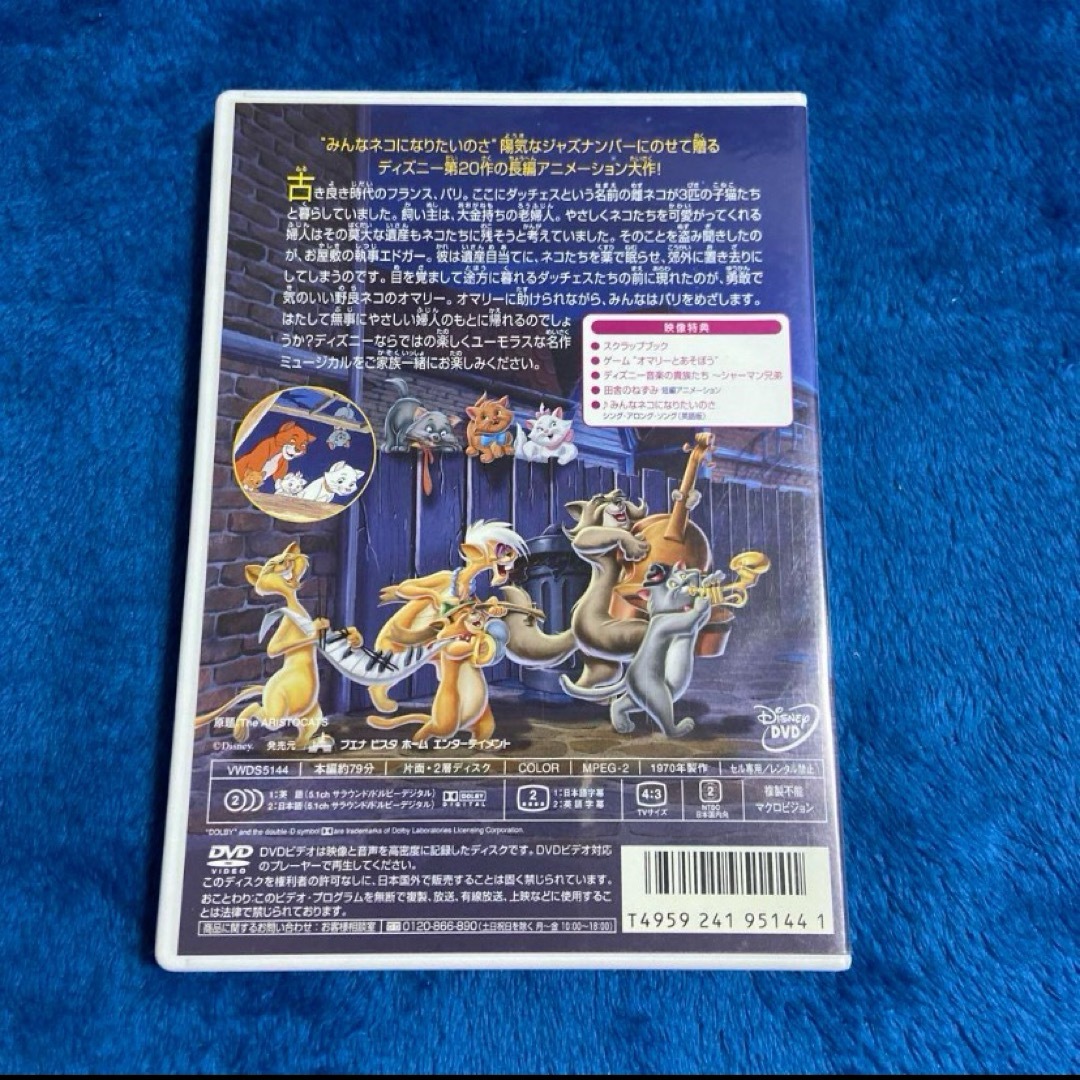 "みんなネコになりたいのさ"陽気なジャズナンバーにのせて贈る
ディズニー第20作の長編アニメーション大作!
古き良き時代のフランス、パリ。ここにダッチェスという名前の雌ネコが3匹の子猫たち
と暮らしていました。飼い主は、大金持ちの老婦人。やさしくネコたちを可愛がってくれる
婦人はその莫大な遺産もネコたちに残そうと考えていました。そのことを盗み聞きしたの
が、お屋敷の執事エドガー。彼は遺産目当てに、ネコたちを薬で眠らせ、郊外に置き去りに
してしまうのです。目を覚まして途方に暮れるダッチェスたちの前に現れたのが、勇敢で
気のいい野良ネコのオマリー。オマリーに助けられながら、みんなはパリをめざします。
はたして無事にやさしい婦人のもとに帰れるのでしょ
うか?ディズニーならではの楽しくユーモラスな名作
ミュージカルをご家族一緒にお楽しみください。
映像特典
● スクラップブック
● ゲーム"オマリーとあそぼう"
● ディズニー音楽の貴族たち ~シャーマン兄弟
● 田舎のねずみ 短編アニメーション
● ♪みんなネコになりたいのさ
シング・アロング・ソング(英語版)
原題:The ARISTOCATS
©Disney. 発売元 ブエナ ビスタ ホーム エンターテイメント
Disney
DVD
VWDS5144 本編約79分 片面・2層ディスク COLOR MPEG-2 1970年製作 セル専用/レンタル禁止
2 1:英 語(5.1ch サラウンド/ドルビーデジタル)
2:日本語(5.1ch サラウンド/ドルビーデジタル)
DOLBY
DIGITAL
2 1:日本語字幕
2:英語字幕
4:3
TVサイズ
2
NTSC
日本国内向
複製不能
マクロビジョン
"DOLBY" and the double-D symbol are trademarks of Dolby Laboratories Licensing Corporation.
DVD
VIDEO
DVDビデオは映像と音声を高密度に記録したディスクです。DVDビデオ対応
のプレーヤーで再生してください。
このディスクを権利者の許可なしに、日本国外で販売することは固く禁じられています。
おことわり:このビデオ・プログラムを無断で複製、放送、有線放送、上映などに使用するこ
とは法律で禁じられております。
商品に関するお問い合わせ:お客様相談室 0120-866-890(土日祝日を除く 月~金 10:00~18:00)
T4959 241 95144 1